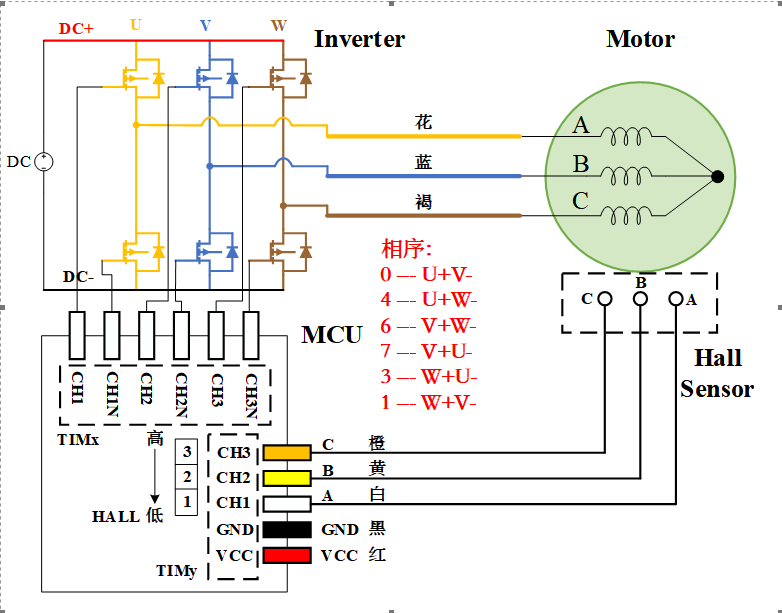 DC+
U
V
W
Inverter
Motor
花
A
DC
蓝
B
褐
C
相序:
0 --- U+V-
4 --- U+W-
6 --- V+W-
7 --- V+U-
3 --- W+U-
1 --- W+V-
DC-
C
B
A
MCU
Hall
Sensor
CH1
CH1N
CH2
CH2N
CH3
CH3N
TIMx
高
3
CH3
C
橙
2
CH2
B
黄
1
CH1
A
白
HALL 低
GND
GND
黑
VCC
VCC
红
TIMy